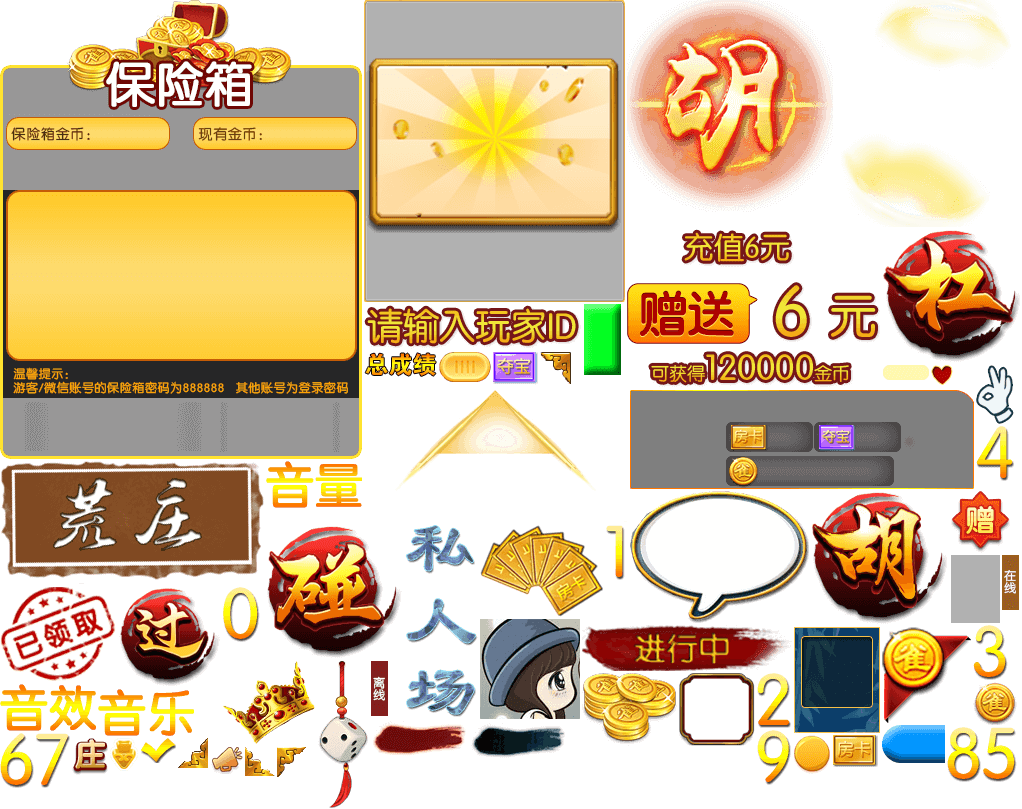 保险箱
保险箱金币：
现有金币：
温馨提示：
游客/微信账号的保险箱密码为888888 其他账号为登录密码
胡
充值6元
赠送 6 元
可获得120000金币
杠
请输入玩家ID
总成绩
夺宝
房卡
夺宝
雀
4
荒庄
音量
碰
私人场
房卡
1
胡
赠
在线
已领取
过
0
进行中
雀
3
雀
音效
音乐
离线
2
67
庄
9
房卡
85